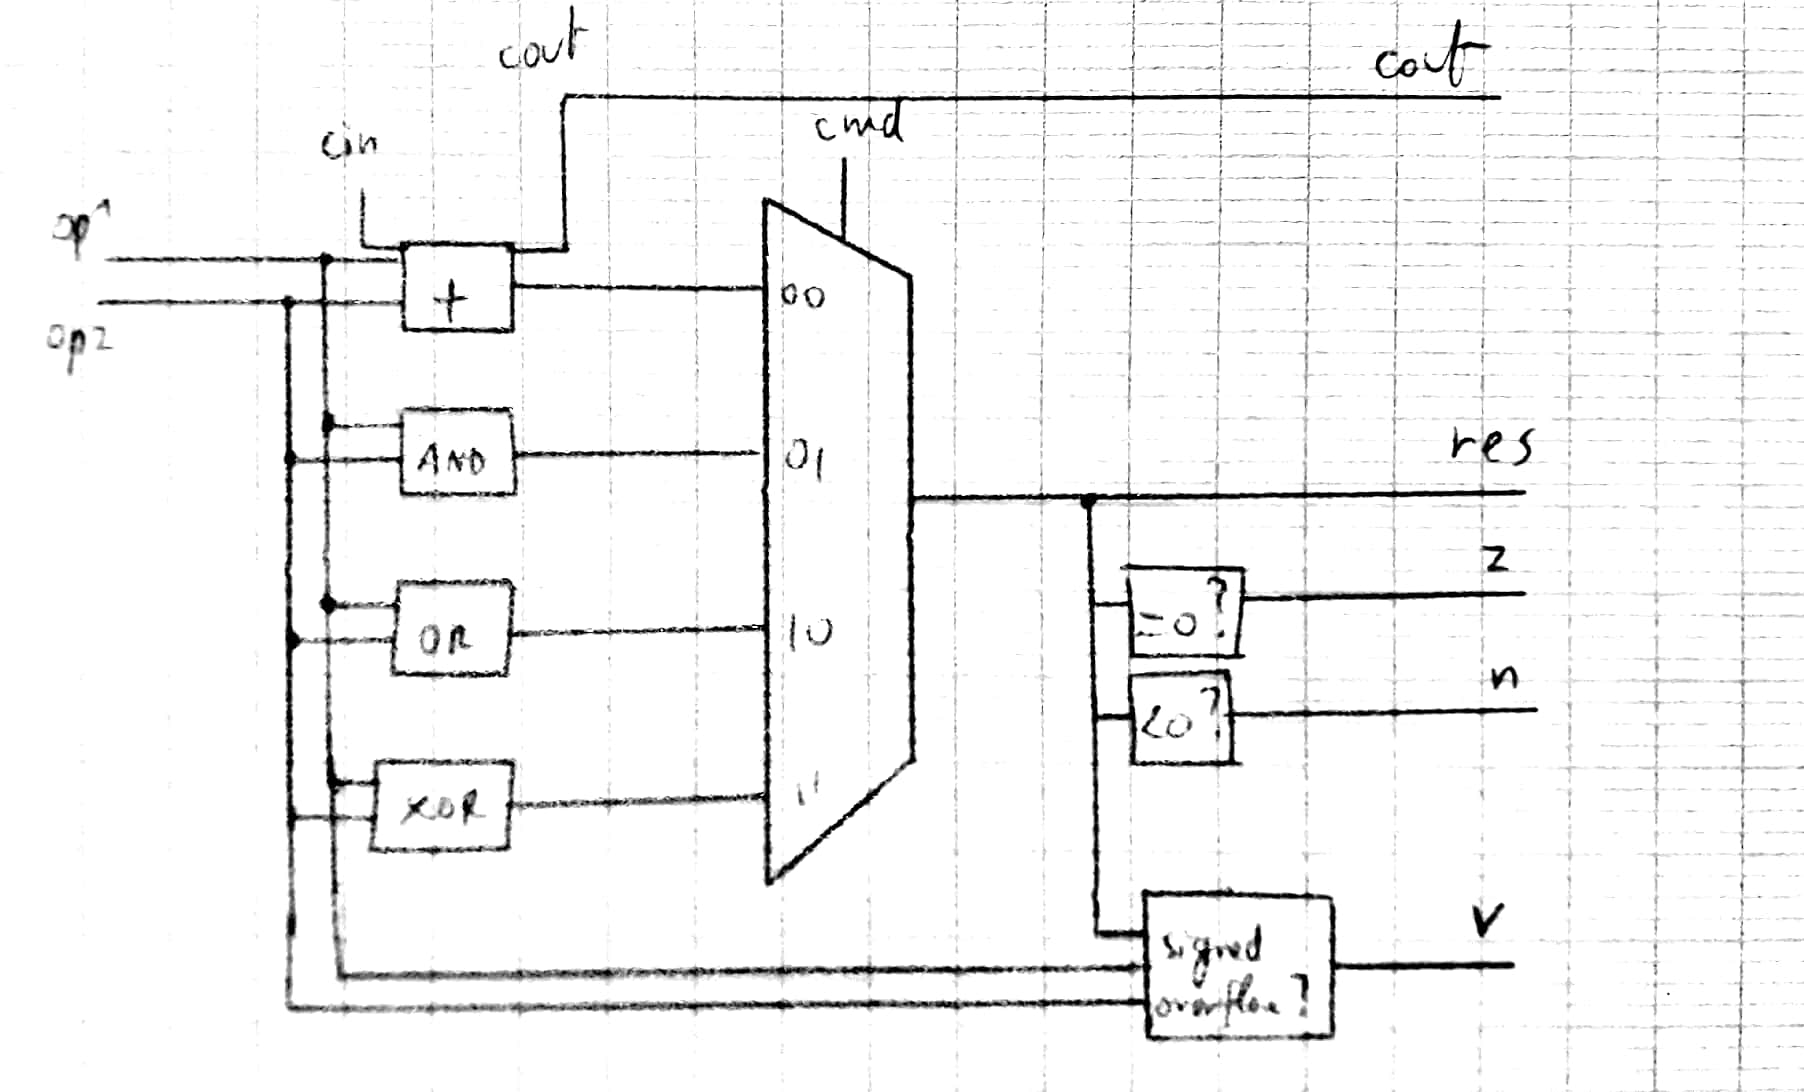 cout
cout
cmd
cin
op1
op2
+
00
AND
01
res
z
=0?
OR
10
n
<0?
XOR
11
v
signed
overflow?